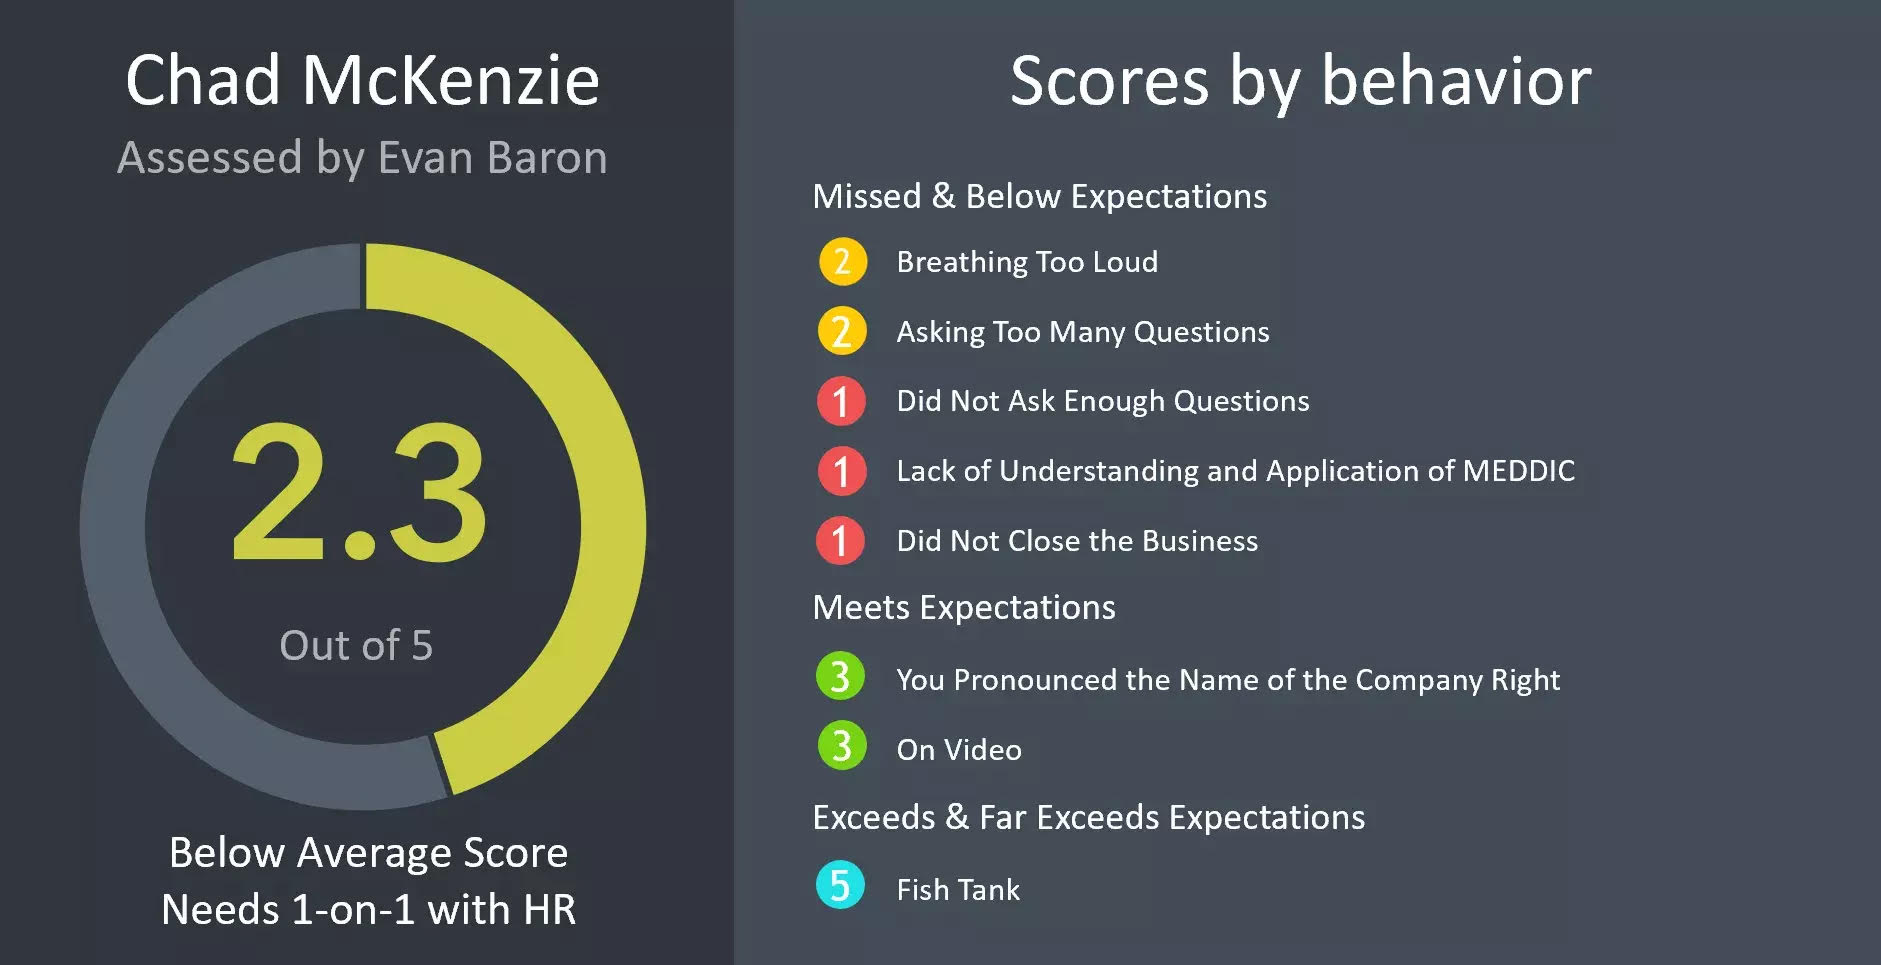 Chad McKenzie
Assessed by Evan Baron
2.3
Out of 5
Below Average Score
Needs 1-on-1 with HR
Scores by behavior
Missed & Below Expectations
2 Breathing Too Loud
2 Asking Too Many Questions
1 Did Not Ask Enough Questions
1 Lack of Understanding and Application of MEDDIC
1 Did Not Close the Business
Meets Expectations
3 You Pronounced the Name of the Company Right
3 On Video
Exceeds & Far Exceeds Expectations
5 Fish Tank